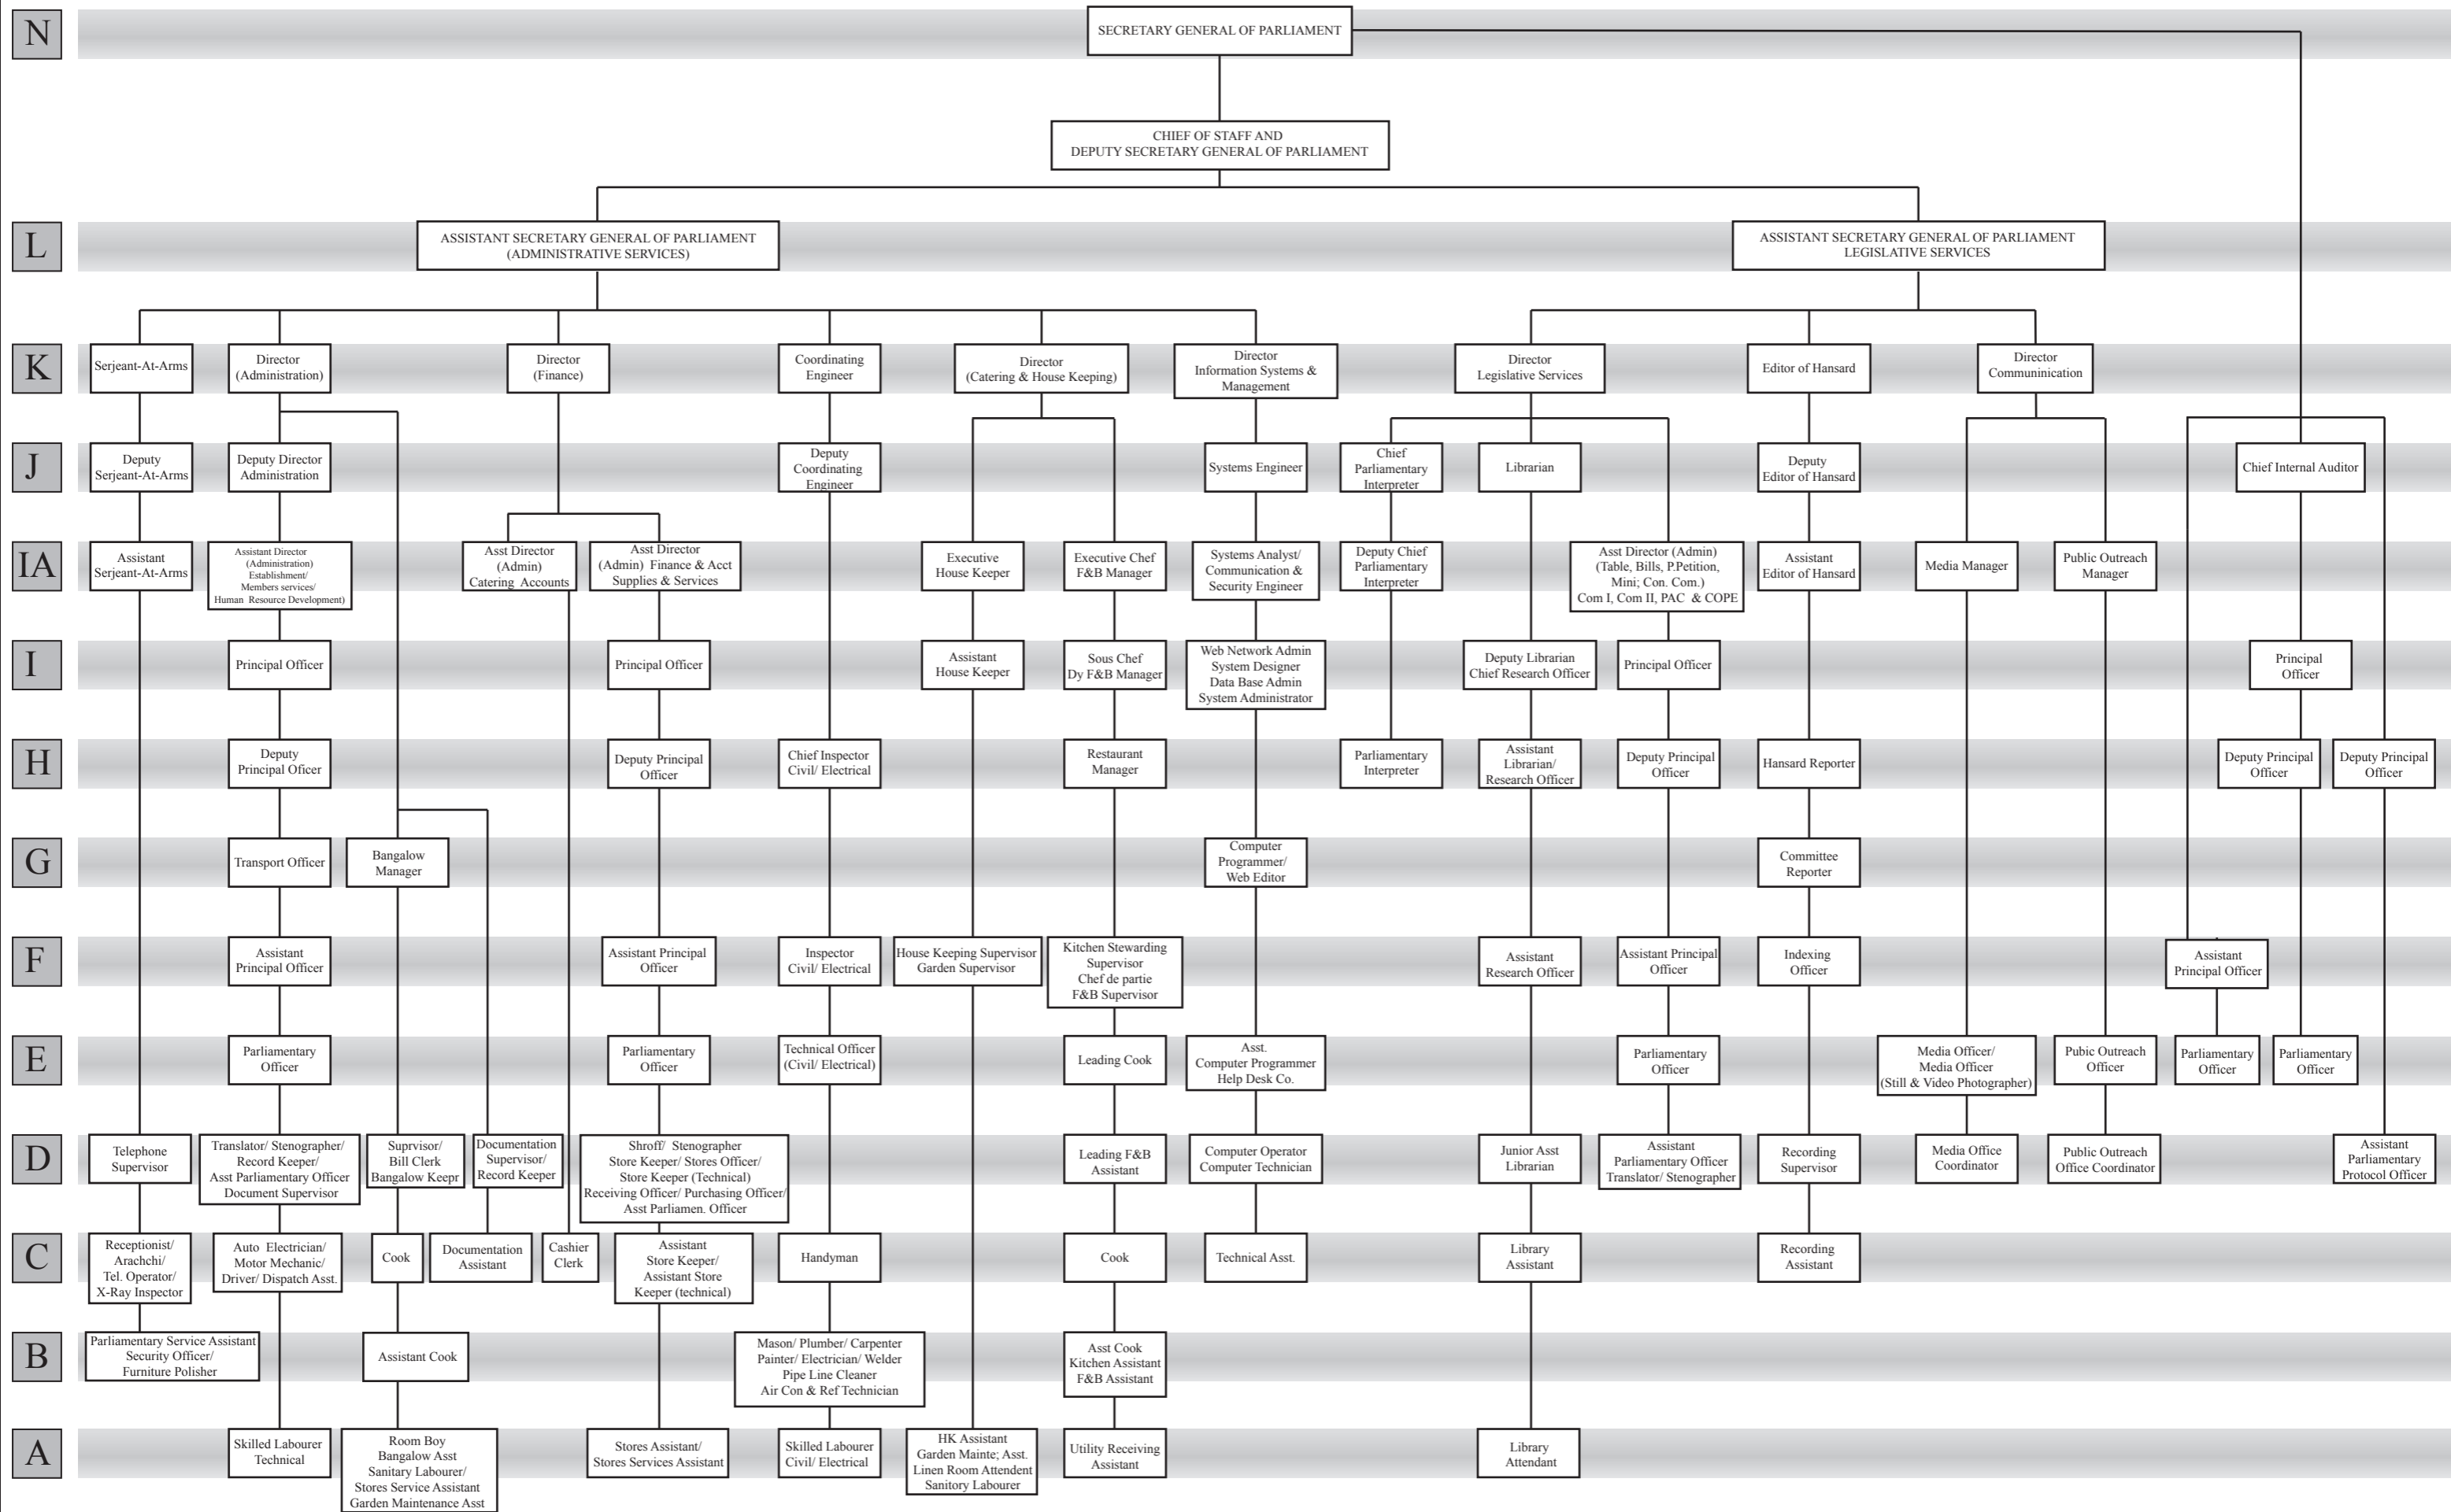 N
SECRETARY GENERAL OF PARLIAMENT
CHIEF OF STAFF AND
DEPUTY SECRETARY GENERAL OF PARLIAMENT
L
ASSISTANT SECRETARY GENERAL OF PARLIAMENT
(ADMINISTRATIVE SERVICES)
ASSISTANT SECRETARY GENERAL OF PARLIAMENT
LEGISLATIVE SERVICES
K
Serjeant-At-Arms
Director
(Administration)
Director
(Finance)
Coordinating
Engineer
Director
(Catering & House Keeping)
Director
Information Systems &
Management
Director
Legislative Services
Editor of Hansard
Director
Communinication
J
Deputy
Serjeant-At-Arms
Deputy Director
Administration
Deputy
Coordinating
Engineer
Systems Engineer
Chief
Parliamentary
Interpreter
Librarian
Deputy
Editor of Hansard
Chief Internal Auditor
IA
Assistant
Serjeant-At-Arms
Assistant Director
(Administration)
Establishment/
Members services/
Human Resource Development)
Asst Director
(Admin)
Catering Accounts
Asst Director
(Admin) Finance & Acct
Supplies & Services
Executive
House Keeper
Executive Chef
F&B Manager
Systems Analyst/
Communication &
Security Engineer
Deputy Chief
Parliamentary
Interpreter
Asst Director (Admin)
(Table, Bills, P.Petition,
Mini; Con. Com.)
Com I, Com II, PAC & COPE
Assistant
Editor of Hansard
Media Manager
Public Outreach
Manager
I
Principal Officer
Principal Officer
Assistant
House Keeper
Sous Chef
Dy F&B Manager
Web Network Admin
System Designer
Data Base Admin
System Administrator
Deputy Librarian
Chief Research Officer
Principal Officer
Principal
Officer
H
Deputy
Principal Oficer
Deputy Principal
Officer
Chief Inspector
Civil/ Electrical
Restaurant
Manager
Parliamentary
Interpreter
Assistant
Librarian/
Research Officer
Deputy Principal
Officer
Hansard Reporter
Deputy Principal
Officer
Deputy Principal
Officer
G
Transport Officer
Bangalow
Manager
Computer
Programmer/
Web Editor
Committee
Reporter
F
Assistant
Principal Officer
Assistant Principal
Officer
Inspector
Civil/ Electrical
House Keeping Supervisor
Garden Supervisor
Kitchen Stewarding
Supervisor
Chef de partie
F&B Supervisor
Assistant
Research Officer
Assistant Principal
Officer
Indexing
Officer
Assistant
Principal Officer
E
Parliamentary
Officer
Parliamentary
Officer
Technical Officer
(Civil/ Electrical)
Leading Cook
Asst.
Computer Programmer
Help Desk Co.
Parliamentary
Officer
Media Officer/
Media Officer
(Still & Video Photographer)
Pubic Outreach
Officer
Parliamentary
Officer
Parliamentary
Officer
D
Telephone
Supervisor
Translator/ Stenographer/
Record Keeper/
Asst Parliamentary Officer
Document Supervisor
Suprvisor/
Bill Clerk
Bangalow Keepr
Documentation
Supervisor/
Record Keeper
Shroff/ Stenographer
Store Keeper/ Stores Officer/
Store Keeper (Technical)
Receiving Officer/ Purchasing Officer/
Asst Parliamen. Officer
Leading F&B
Assistant
Computer Operator
Computer Technician
Junior Asst
Librarian
Assistant
Parliamentary Officer
Translator/ Stenographer
Recording
Supervisor
Media Office
Coordinator
Public Outreach
Office Coordinator
Assistant
Parliamentary
Protocol Officer
C
Receptionist/
Arachchi/
Tel. Operator/
X-Ray Inspector
Auto Electrician/
Motor Mechanic/
Driver/ Dispatch Asst.
Cook
Documentation
Assistant
Cashier
Clerk
Assistant
Store Keeper/
Assistant Store
Keeper (technical)
Handyman
Cook
Technical Asst.
Library
Assistant
Recording
Assistant
B
Parliamentary Service Assistant
Security Officer/
Furniture Polisher
Assistant Cook
Mason/ Plumber/ Carpenter
Painter/ Electrician/ Welder
Pipe Line Cleaner
Air Con & Ref Technician
Asst Cook
Kitchen Assistant
F&B Assistant
A
Skilled Labourer
Technical
Room Boy
Bangalow Asst
Sanitary Labourer/
Stores Service Assistant
Garden Maintenance Asst
Stores Assistant/
Stores Services Assistant
Skilled Labourer
Civil/ Electrical
HK Assistant
Garden Mainte; Asst.
Linen Room Attendent
Sanitory Labourer
Utility Receiving
Assistant
Library
Attendant